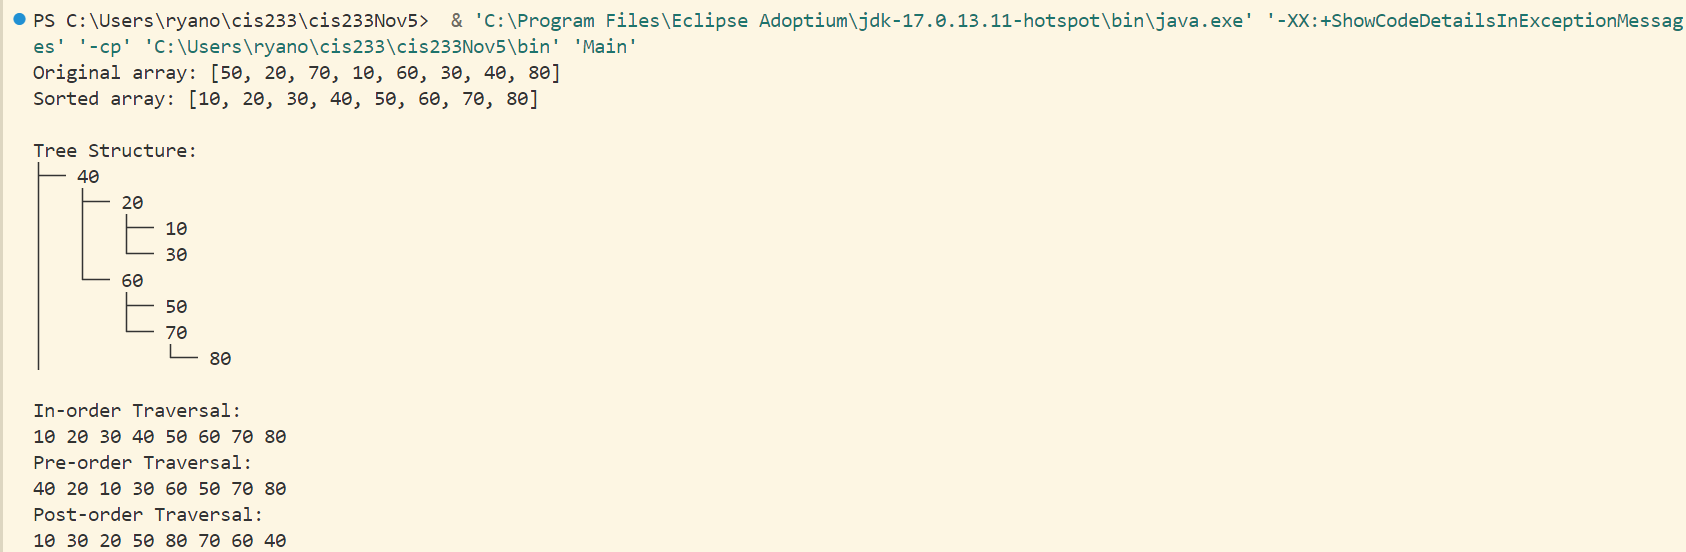 PS C:\Users\ryano\cis233\cis233Nov5>  & 'C:\Program Files\Eclipse Adoptium\jdk-17.0.13.11-hotspot\bin\java.exe' '-XX:+ShowCodeDetailsInExceptionMessag
es' '-cp' 'C:\Users\ryano\cis233\cis233Nov5\bin' 'Main'
Original array: [50, 20, 70, 10, 60, 30, 40, 80]
Sorted array: [10, 20, 30, 40, 50, 60, 70, 80]

Tree Structure:
├── 40
│   ├── 20
│   │   ├── 10
│   │   └── 30
│   └── 60
│       ├── 50
│       └── 70
│           └── 80

In-order Traversal:
10 20 30 40 50 60 70 80
Pre-order Traversal:
40 20 10 30 60 50 70 80
Post-order Traversal:
10 30 20 50 80 70 60 40